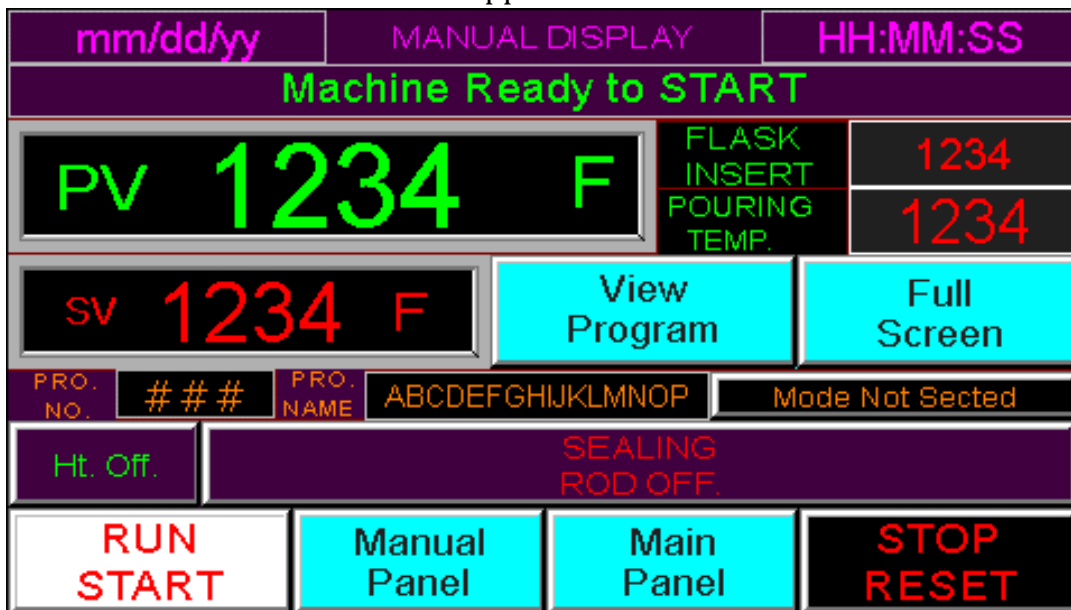 mm/dd/yy MANUAL DISPLAY HH:MM:SS
Machine Ready to START
PV 1234 F
FLASK
INSERT
1234
POURING
TEMP.
1234
SV 1234 F
View
Program
Full
Screen
PRO.
NO.
###
PRO.
NAME
ABCDEFGHIJKLMNOP
Mode Not Sected
Ht. Off.
SEALING
ROD OFF.
RUN
START
Manual
Panel
Main
Panel
STOP
RESET